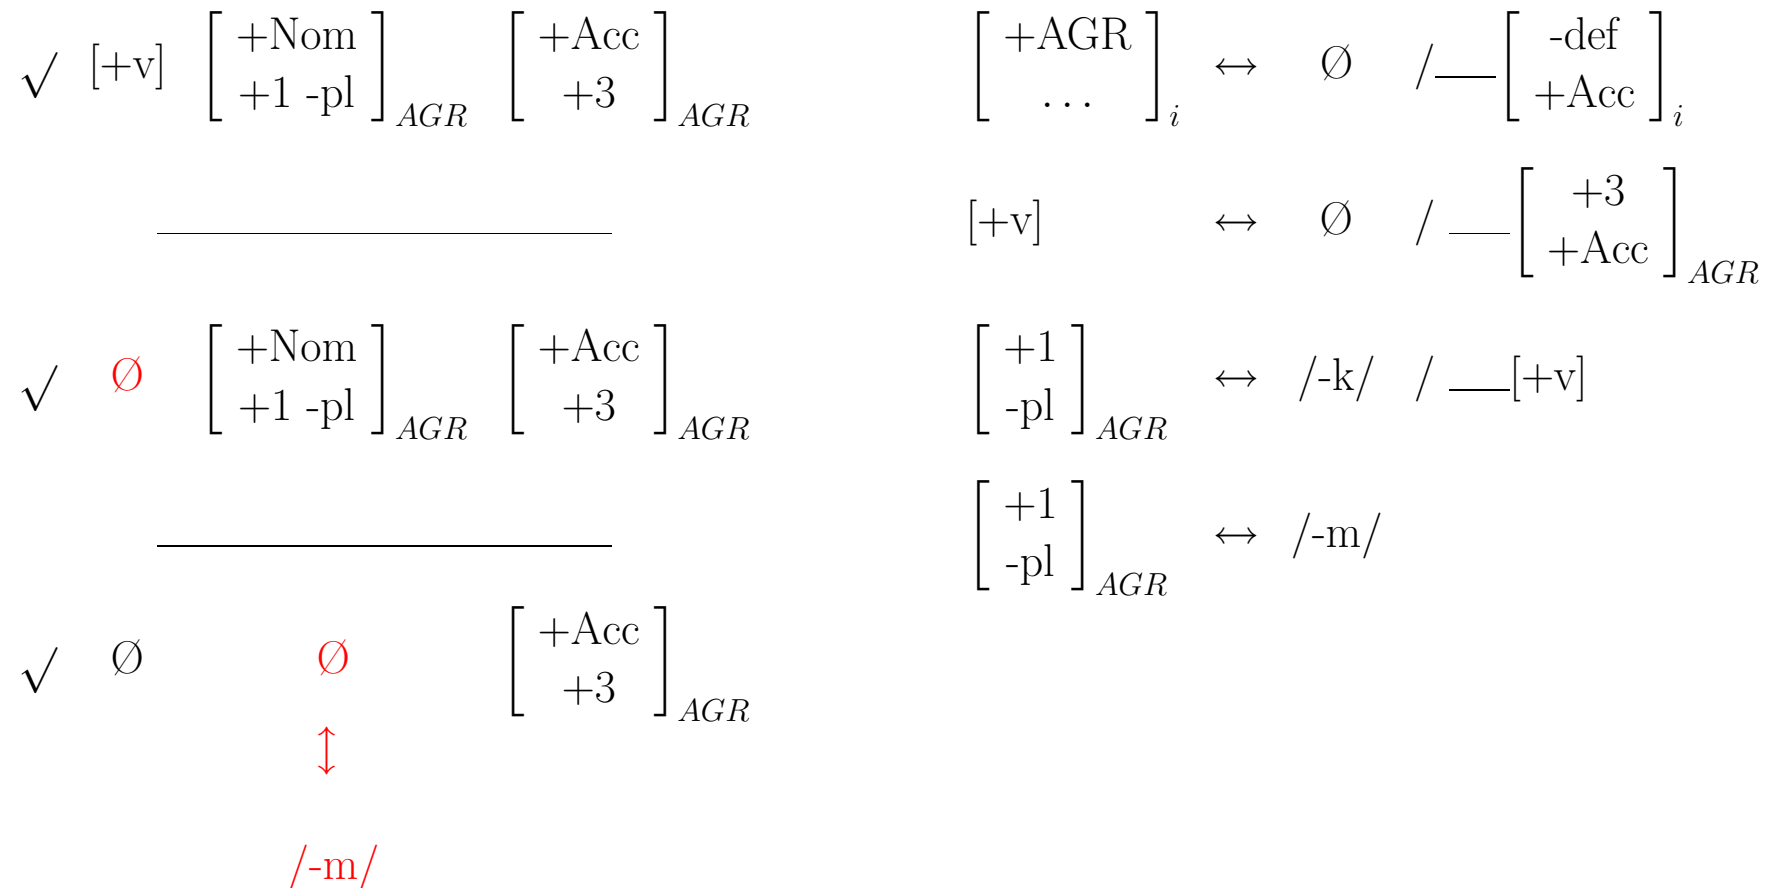 √ [+v] [ +Nom +1 -pl ]AGR [ +Acc +3 ]AGR
√ Ø [ +Nom +1 -pl ]AGR [ +Acc +3 ]AGR
√ Ø Ø [ +Acc +3 ]AGR
↕
/-m/
[ +AGR … ]i ↔ Ø /__ [ -def +Acc ]i
[+v] ↔ Ø / __ [ +3 +Acc ]AGR
[ +1 -pl ]AGR ↔ /-k/ / __[+v]
[ +1 -pl ]AGR ↔ /-m/